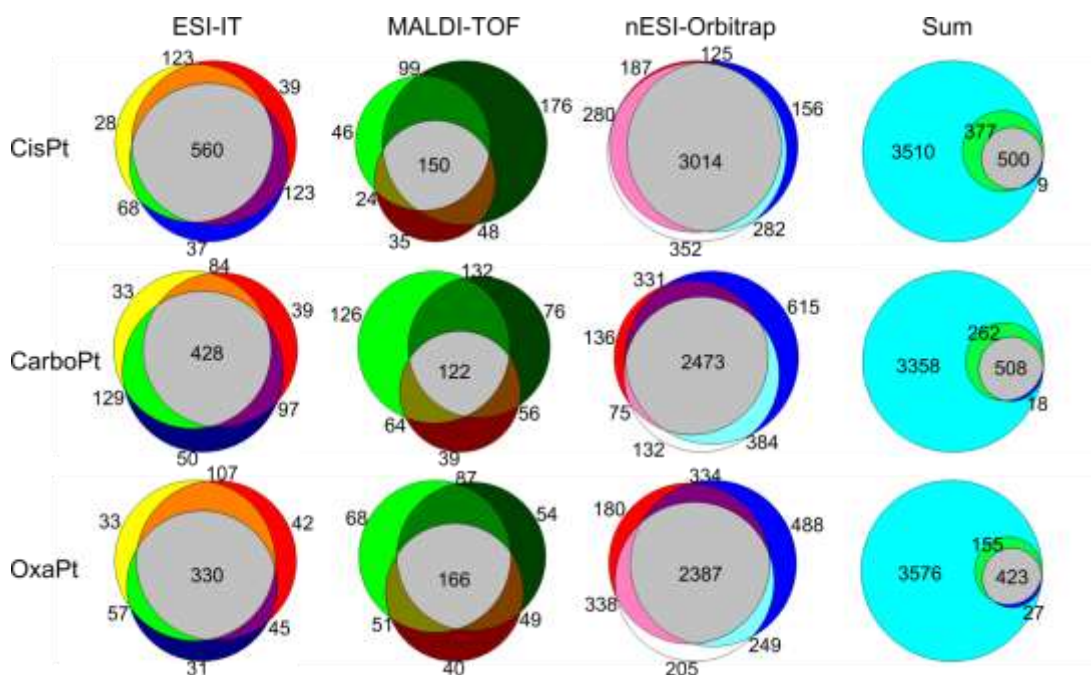 ESI-IT MALDI-TOF nESI-Orbitrap Sum
123 39 28 560 68 123 37
99 176 46 150 24 48 35
125 187 156 280 3014 282 352
377 3510 500 9
CisPt
84 33 39 428 129 97 50
132 126 76 122 64 56 39
331 615 136 2473 75 132 384
262 3358 508 18
CarboPt
107 33 42 330 57 45 31
87 68 54 166 51 49 40
334 180 488 2387 338 249 205
155 3576 423 27
OxaPt